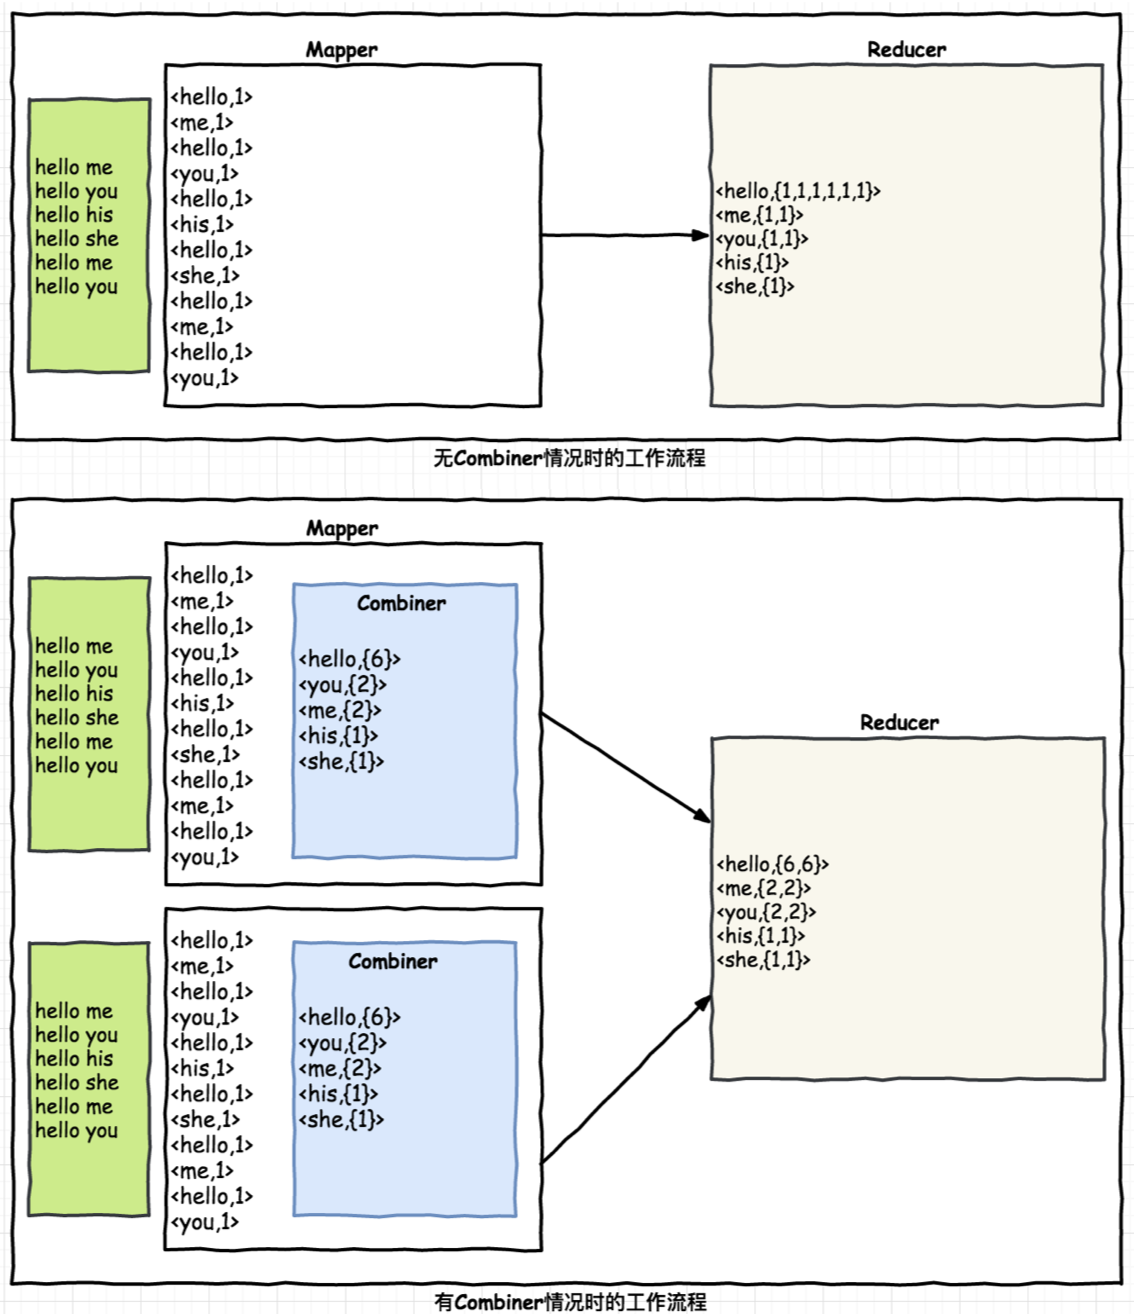 Mapper
Reducer
hello me
hello you
hello his
hello she
hello me
hello you
<hello,1>
<me,1>
<hello,1>
<you,1>
<hello,1>
<his,1>
<hello,1>
<she,1>
<hello,1>
<me,1>
<hello,1>
<you,1>
<hello,{1,1,1,1,1,1}>
<me,{1,1}>
<you,{1,1}>
<his,{1}>
<she,{1}>
无Combiner情况时的工作流程
Mapper
hello me
hello you
hello his
hello she
hello me
hello you
<hello,1>
<me,1>
<hello,1>
<you,1>
<hello,1>
<his,1>
<hello,1>
<she,1>
<hello,1>
<me,1>
<hello,1>
<you,1>
Combiner
<hello,{6}>
<you,{2}>
<me,{2}>
<his,{1}>
<she,{1}>
hello me
hello you
hello his
hello she
hello me
hello you
<hello,1>
<me,1>
<hello,1>
<you,1>
<hello,1>
<his,1>
<hello,1>
<she,1>
<hello,1>
<me,1>
<hello,1>
<you,1>
Combiner
<hello,{6}>
<you,{2}>
<me,{2}>
<his,{1}>
<she,{1}>
Reducer
<hello,{6,6}>
<me,{2,2}>
<you,{2,2}>
<his,{1,1}>
<she,{1,1}>
有Combiner情况时的工作流程